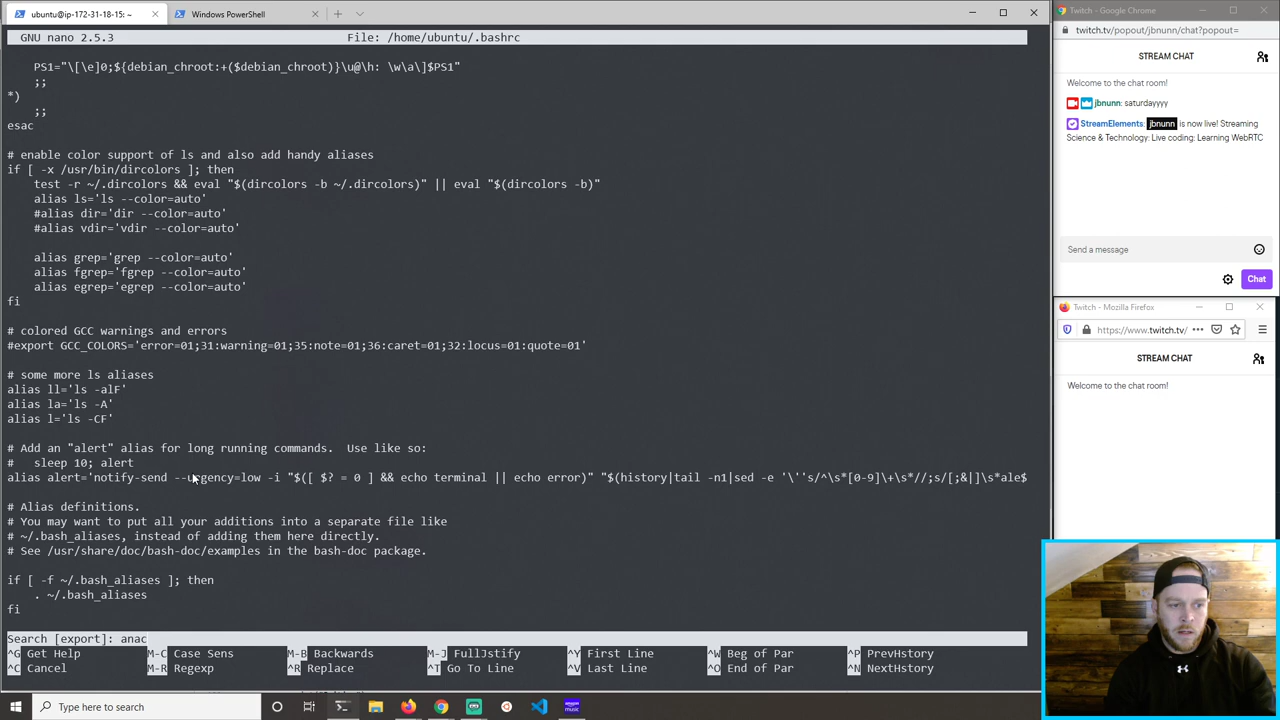 ubuntu@ip-172-31-18-15: ~
Windows PowerShell
GNU nano 2.5.3
File: /home/ubuntu/.bashrc
PS1="\[\e]0;${debian_chroot:+($debian_chroot)}\u@\h: \w\a\]$PS1"
;;
*)
;;
esac
# enable color support of ls and also add handy aliases
if [ -x /usr/bin/dircolors ]; then
test -r ~/.dircolors && eval "$(dircolors -b ~/.dircolors)" || eval "$(dircolors -b)"
alias ls='ls --color=auto'
#alias dir='dir --color=auto'
#alias vdir='vdir --color=auto'
alias grep='grep --color=auto'
alias fgrep='fgrep --color=auto'
alias egrep='egrep --color=auto'
fi
# colored GCC warnings and errors
#export GCC_COLORS='error=01;31:warning=01;35:note=01;36:caret=01;32:locus=01:quote=01'
# some more ls aliases
alias ll='ls -alF'
alias la='ls -A'
alias l='ls -CF'
# Add an "alert" alias for long running commands.  Use like so:
#   sleep 10; alert
alias alert='notify-send --urgency=low -i "$([ $? = 0 ] && echo terminal || echo error)" "$(history|tail -n1|sed -e '\''s/^\s*[0-9]\+\s*//;s/[;&|]\s*ale$
# Alias definitions.
# You may want to put all your additions into a separate file like
# ~/.bash_aliases, instead of adding them here directly.
# See /usr/share/doc/bash-doc/examples in the bash-doc package.
if [ -f ~/.bash_aliases ]; then
. ~/.bash_aliases
fi
Search [export]: anac
^G Get Help
M-C Case Sens
M-B Backwards
M-J FullJstify
^Y First Line
^W Beg of Par
^P PrevHstory
^C Cancel
M-R Regexp
^R Replace
^T Go To Line
^V Last Line
^O End of Par
^N NextHstory
Type here to search
amazon music
Twitch - Google Chrome
twitch.tv/popout/jbnunn/chat?popout=
STREAM CHAT
Welcome to the chat room!
jbnunn: saturdayyyy
StreamElements: jbnunn is now live! Streaming
Science & Technology: Live coding: Learning WebRTC
Send a message
Chat
Twitch - Mozilla Firefox
https://www.twitch.tv/
STREAM CHAT
Welcome to the chat room!